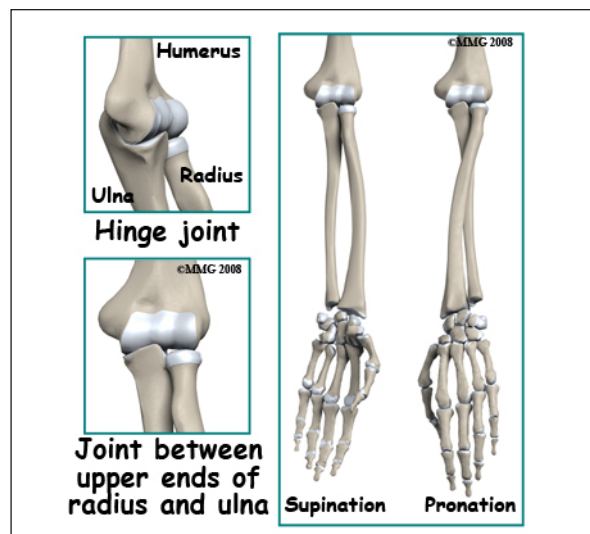 Humerus
Radius
Ulna
Hinge joint
©MMG 2008
Joint between
upper ends of
radius and ulna
©MMG 2008
Supination
Pronation